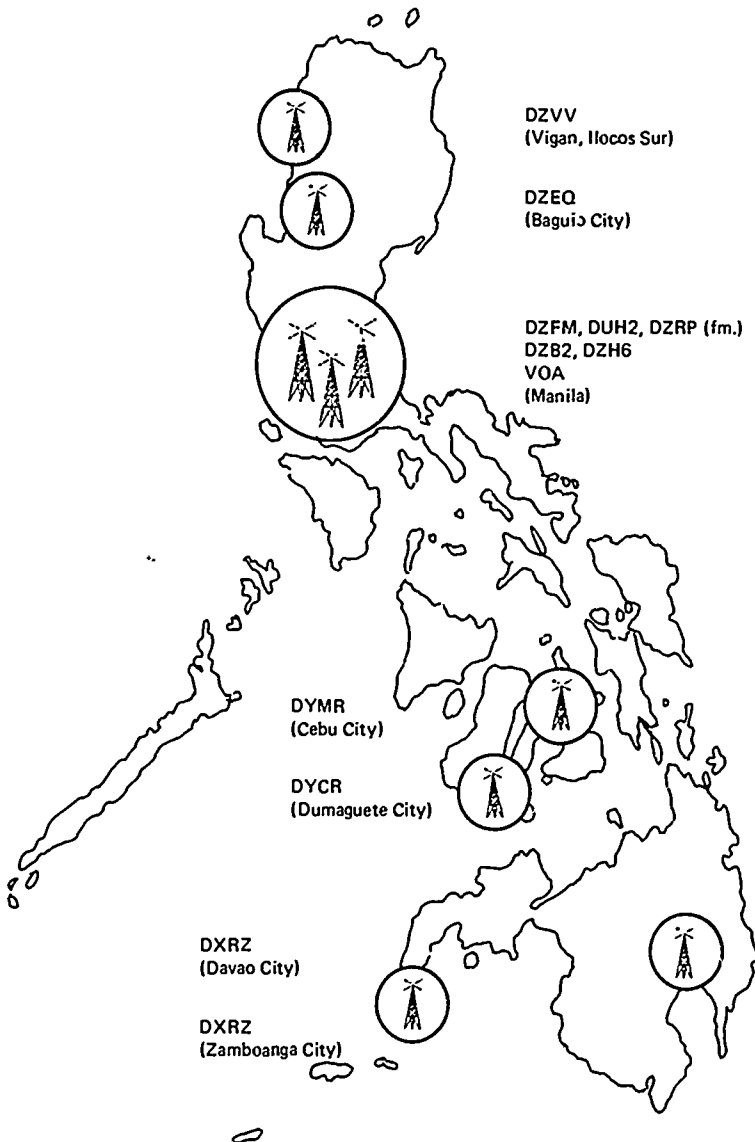 DZVV
(Vigan, Ilocos Sur)
DZEQ
(Baguio City)
DZFM, DUH2, DZRP (fm.)
DZB2, DZH6
VOA
(Manila)
DYMR
(Cebu City)
DYCR
(Dumaguete City)
DXRZ
(Davao City)
DXRZ
(Zamboanga City)